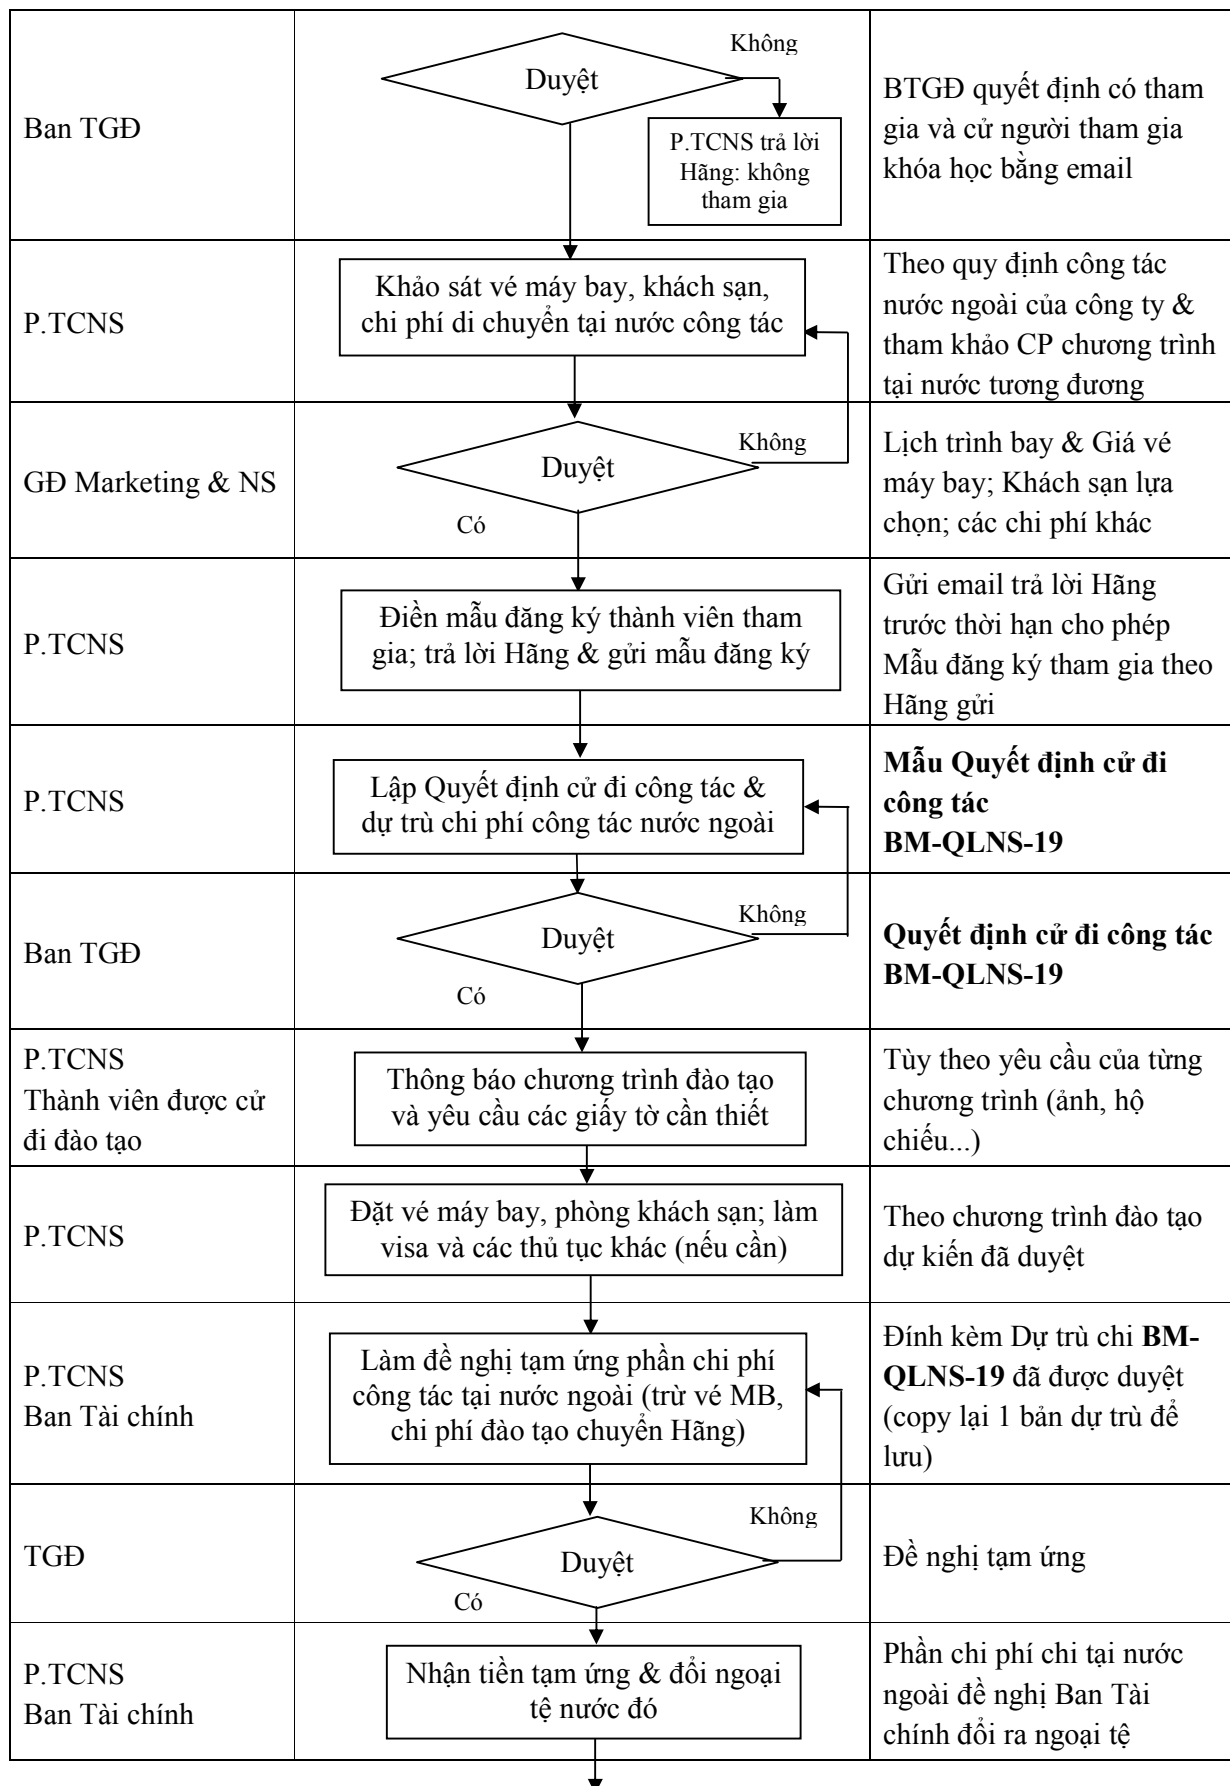 Ban TGĐ
Không
Duyệt
P.TCNS trả lời
Hãng: không
tham gia
BTGĐ quyết định có tham
gia và cử người tham gia
khóa học bằng email
P.TCNS
Khảo sát vé máy bay, khách sạn,
chi phí di chuyển tại nước công tác
Theo quy định công tác
nước ngoài của công ty &
tham khảo CP chương trình
tại nước tương đương
GĐ Marketing & NS
Không
Duyệt
Có
Lịch trình bay & Giá vé
máy bay; Khách sạn lựa
chọn; các chi phí khác
P.TCNS
Điền mẫu đăng ký thành viên tham
gia; trả lời Hãng & gửi mẫu đăng ký
Gửi email trả lời Hãng
trước thời hạn cho phép
Mẫu đăng ký tham gia theo
Hãng gửi
P.TCNS
Lập Quyết định cử đi công tác &
dự trù chi phí công tác nước ngoài
Mẫu Quyết định cử đi
công tác
BM-QLNS-19
Ban TGĐ
Không
Duyệt
Có
Quyết định cử đi công tác
BM-QLNS-19
P.TCNS
Thành viên được cử
đi đào tạo
Thông báo chương trình đào tạo
và yêu cầu các giấy tờ cần thiết
Tùy theo yêu cầu của từng
chương trình (ảnh, hộ
chiếu...)
P.TCNS
Đặt vé máy bay, phòng khách sạn; làm
visa và các thủ tục khác (nếu cần)
Theo chương trình đào tạo
dự kiến đã duyệt
P.TCNS
Ban Tài chính
Làm đề nghị tạm ứng phần chi phí
công tác tại nước ngoài (trừ vé MB,
chi phí đào tạo chuyển Hãng)
Đính kèm Dự trù chi BM-
QLNS-19 đã được duyệt
(copy lại 1 bản dự trù để
lưu)
TGĐ
Không
Duyệt
Có
Đề nghị tạm ứng
P.TCNS
Ban Tài chính
Nhận tiền tạm ứng & đổi ngoại
tệ nước đó
Phần chi phí chi tại nước
ngoài đề nghị Ban Tài
chính đổi ra ngoại tệ